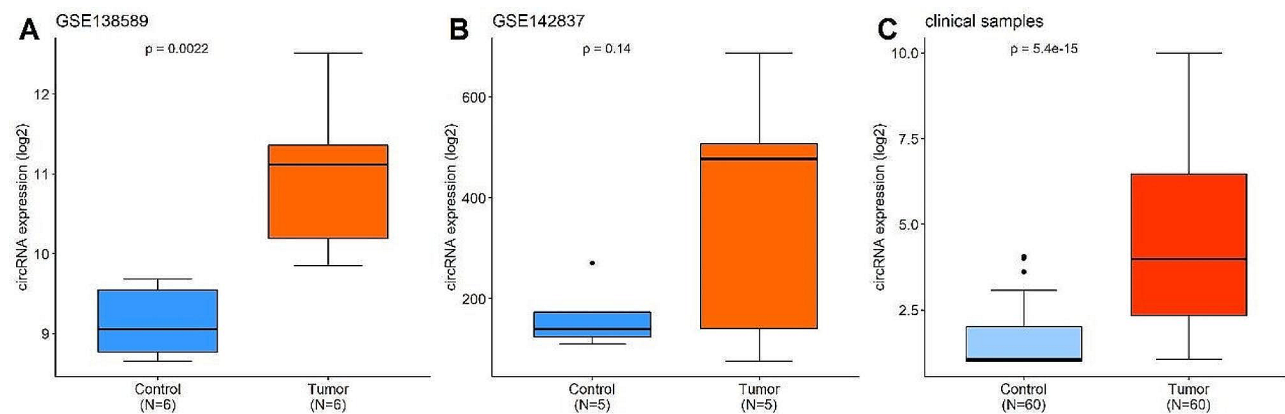 A
GSE138589
p = 0.0022
circRNA expression (log2)
12
11
10
9
Control
(N=6)
Tumor
(N=6)
B
GSE142837
p = 0.14
circRNA expression (log2)
600
400
200
Control
(N=5)
Tumor
(N=5)
C
clinical samples
p = 5.4e-15
circRNA expression (log2)
10.0
7.5
5.0
2.5
Control
(N=60)
Tumor
(N=60)